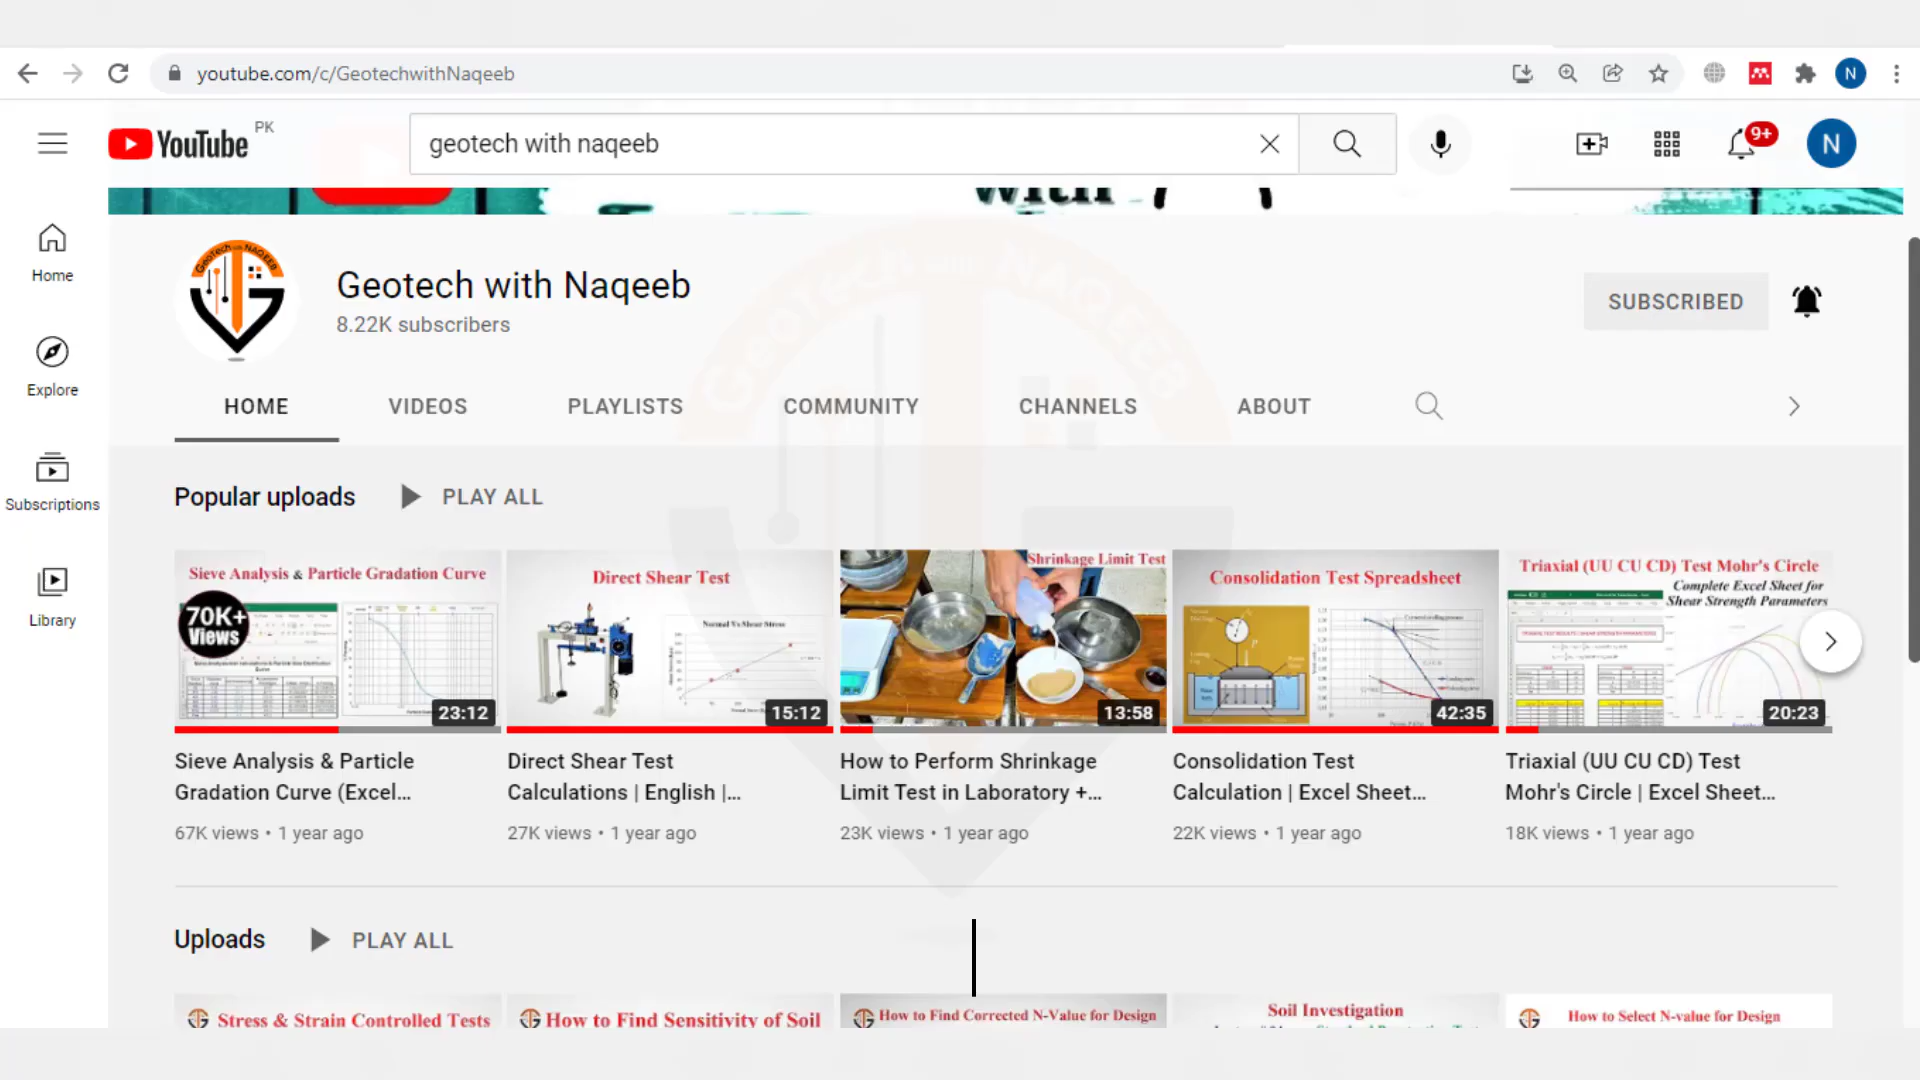 youtube.com/c/GeotechwithNaqeeb
N
YouTube PK
geotech with naqeeb
9+
N
with
Home
Explore
Subscriptions
Library
GeoTech with NAQEEB
Geotech with Naqeeb
8.22K subscribers
SUBSCRIBED
HOME VIDEOS PLAYLISTS COMMUNITY CHANNELS ABOUT
Popular uploads PLAY ALL
Sieve Analysis & Particle Gradation Curve
70K+
Views
23:12
Sieve Analysis & Particle
Gradation Curve (Excel...
67K views • 1 year ago
Direct Shear Test
Normal Vs Shear Stress
15:12
Direct Shear Test
Calculations | English |...
27K views • 1 year ago
Shrinkage Limit Test
13:58
How to Perform Shrinkage
Limit Test in Laboratory +...
23K views • 1 year ago
Consolidation Test Spreadsheet
42:35
Consolidation Test
Calculation | Excel Sheet...
22K views • 1 year ago
Triaxial (UU CU CD) Test Mohr's Circle
Complete Excel Sheet for
Shear Strength Parameters
20:23
Triaxial (UU CU CD) Test
Mohr's Circle | Excel Sheet...
18K views • 1 year ago
Uploads PLAY ALL
Stress & Strain Controlled Tests
How to Find Sensitivity of Soil
How to Find Corrected N-Value for Design
Soil Investigation
How to Select N-value for Design